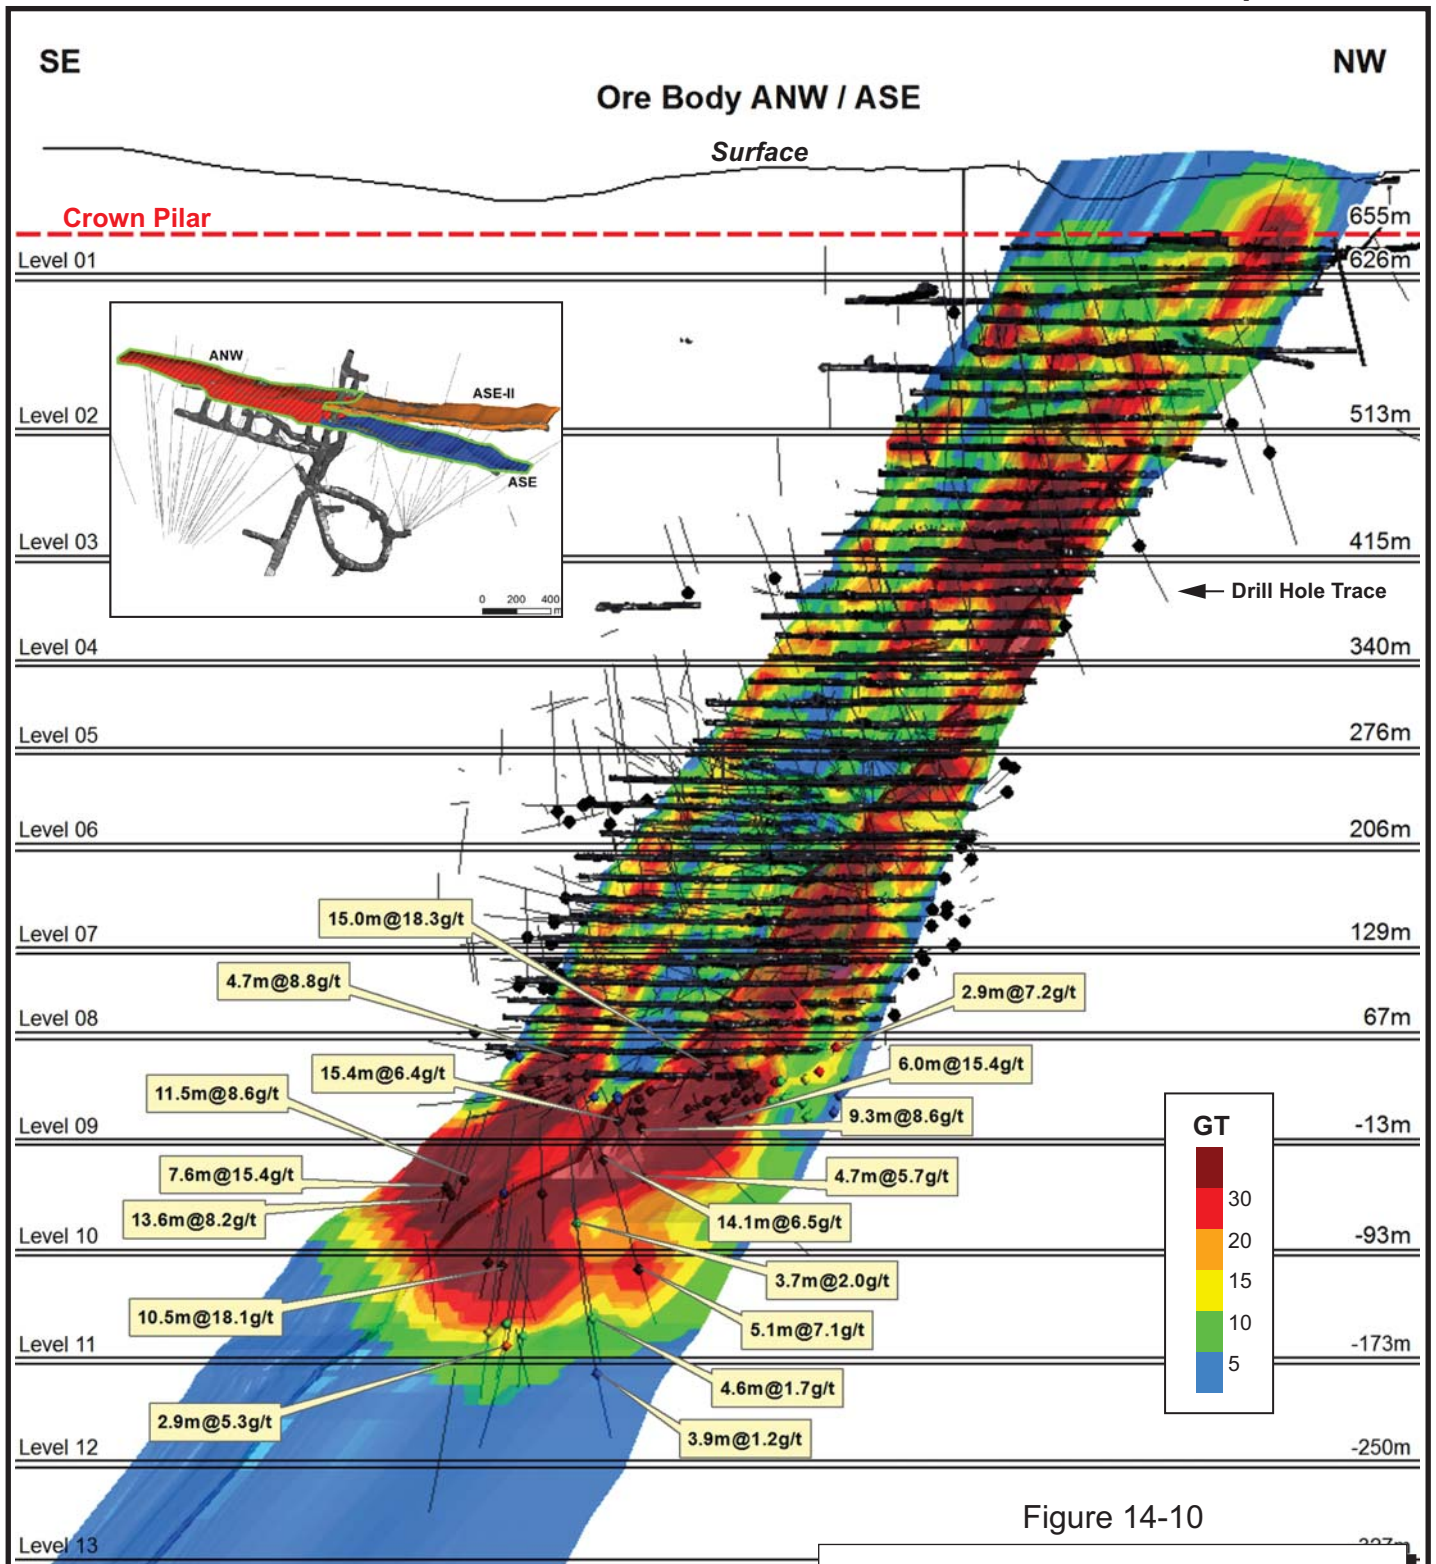 SE
NW
Ore Body ANW / ASE
Surface
Crown Pilar
655m
Level 01
626m
ANW
ASE-II
ASE
0 200 400
m
Level 02
513m
Level 03
415m
Drill Hole Trace
Level 04
340m
Level 05
276m
Level 06
206m
15.0m@18.3g/t
Level 07
129m
4.7m@8.8g/t
2.9m@7.2g/t
Level 08
67m
15.4m@6.4g/t
6.0m@15.4g/t
11.5m@8.6g/t
9.3m@8.6g/t
Level 09
-13m
7.6m@15.4g/t
4.7m@5.7g/t
13.6m@8.2g/t
14.1m@6.5g/t
Level 10
-93m
3.7m@2.0g/t
10.5m@18.1g/t
5.1m@7.1g/t
Level 11
-173m
4.6m@1.7g/t
2.9m@5.3g/t
3.9m@1.2g/t
GT
30
20
15
10
5
Level 12
-250m
Figure 14-10
Level 13